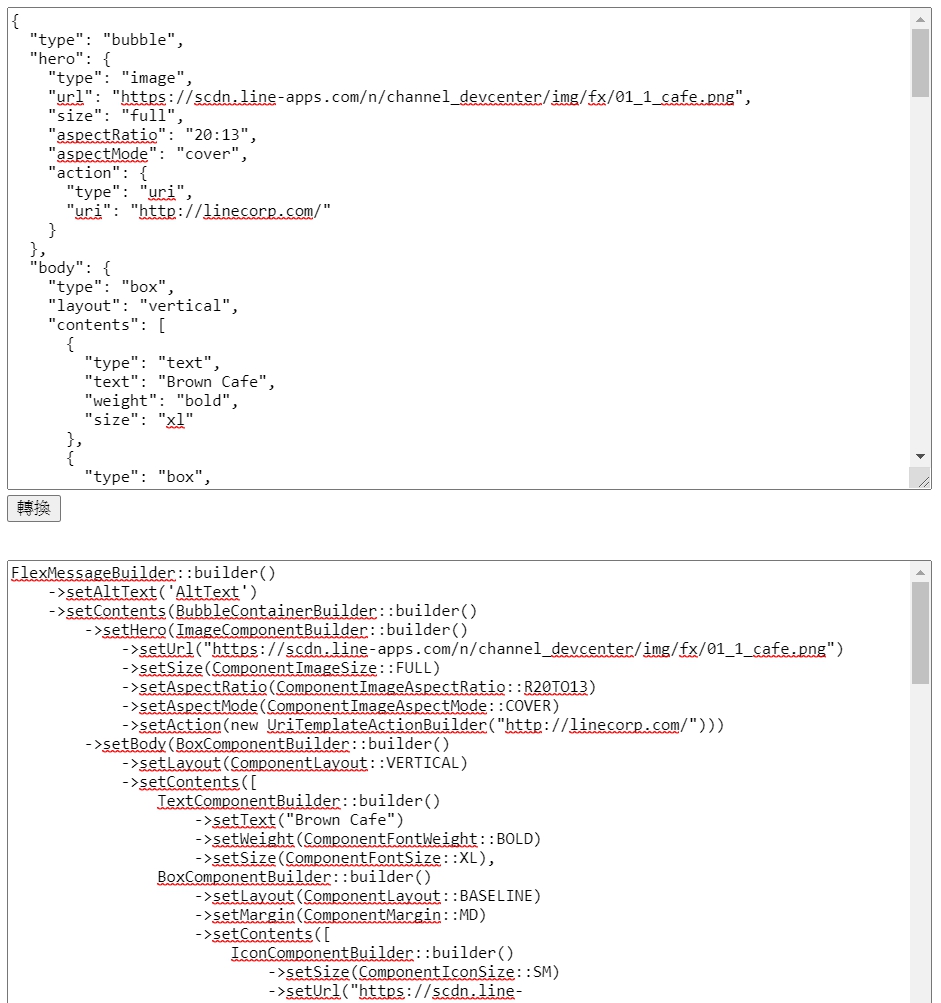 {
  "type": "bubble",
  "hero": {
    "type": "image",
    "url": "https://scdn.line-apps.com/n/channel_devcenter/img/fx/01_1_cafe.png",
    "size": "full",
    "aspectRatio": "20:13",
    "aspectMode": "cover",
    "action": {
      "type": "uri",
      "uri": "http://linecorp.com/"
    }
  },
  "body": {
    "type": "box",
    "layout": "vertical",
    "contents": [
      {
        "type": "text",
        "text": "Brown Cafe",
        "weight": "bold",
        "size": "xl"
      },
      {
        "type": "box",
轉換
FlexMessageBuilder::builder()
    ->setAltText('AltText')
    ->setContents(BubbleContainerBuilder::builder()
        ->setHero(ImageComponentBuilder::builder()
            ->setUrl("https://scdn.line-apps.com/n/channel_devcenter/img/fx/01_1_cafe.png")
            ->setSize(ComponentImageSize::FULL)
            ->setAspectRatio(ComponentImageAspectRatio::R20TO13)
            ->setAspectMode(ComponentImageAspectMode::COVER)
            ->setAction(new UriTemplateActionBuilder("http://linecorp.com/")))
        ->setBody(BoxComponentBuilder::builder()
            ->setLayout(ComponentLayout::VERTICAL)
            ->setContents([
                TextComponentBuilder::builder()
                    ->setText("Brown Cafe")
                    ->setWeight(ComponentFontWeight::BOLD)
                    ->setSize(ComponentFontSize::XL),
                BoxComponentBuilder::builder()
                    ->setLayout(ComponentLayout::BASELINE)
                    ->setMargin(ComponentMargin::MD)
                    ->setContents([
                        IconComponentBuilder::builder()
                            ->setSize(ComponentIconSize::SM)
                            ->setUrl("https://scdn.line-